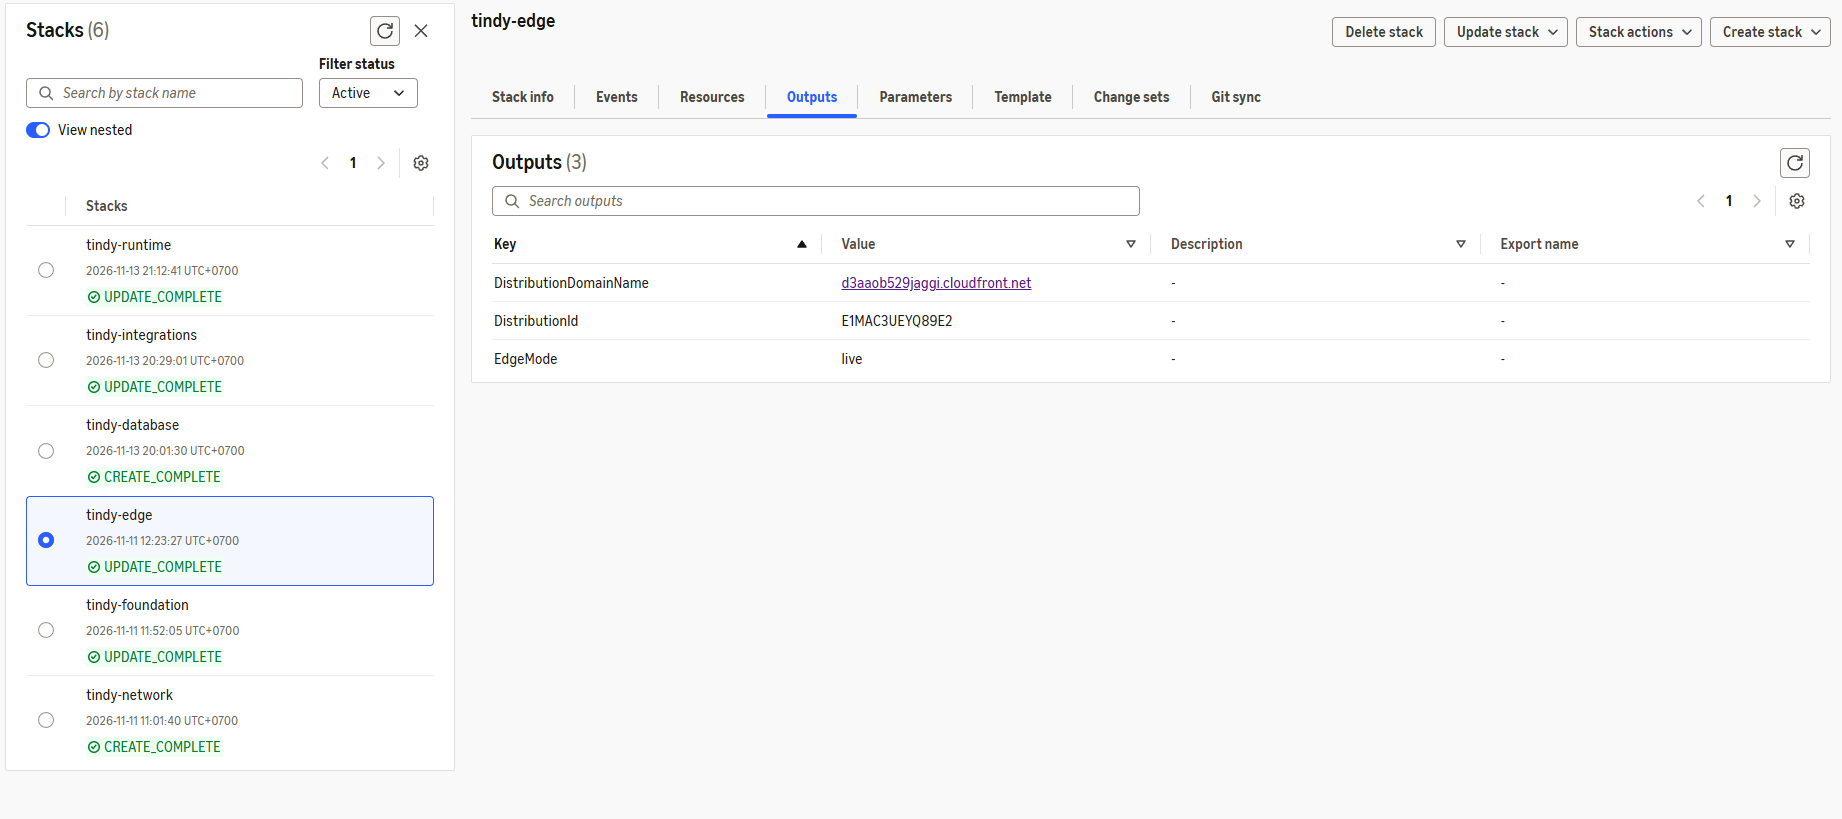 Stacks (6)
Filter status
Search by stack name
Active
View nested
1
Stacks
tindy-runtime
2026-11-13 21:12:41 UTC+0700
UPDATE_COMPLETE
tindy-integrations
2026-11-13 20:29:01 UTC+0700
UPDATE_COMPLETE
tindy-database
2026-11-13 20:01:30 UTC+0700
CREATE_COMPLETE
tindy-edge
2026-11-11 12:23:27 UTC+0700
UPDATE_COMPLETE
tindy-foundation
2026-11-11 11:52:05 UTC+0700
UPDATE_COMPLETE
tindy-network
2026-11-11 11:01:40 UTC+0700
CREATE_COMPLETE
tindy-edge
Delete stack Update stack Stack actions Create stack
Stack info Events Resources Outputs Parameters Template Change sets Git sync
Outputs (3)
Search outputs
1
Key Value Description Export name
DistributionDomainName d3aaob529jaggi.cloudfront.net - -
DistributionId E1MAC3UEYQ89E2 - -
EdgeMode live - -